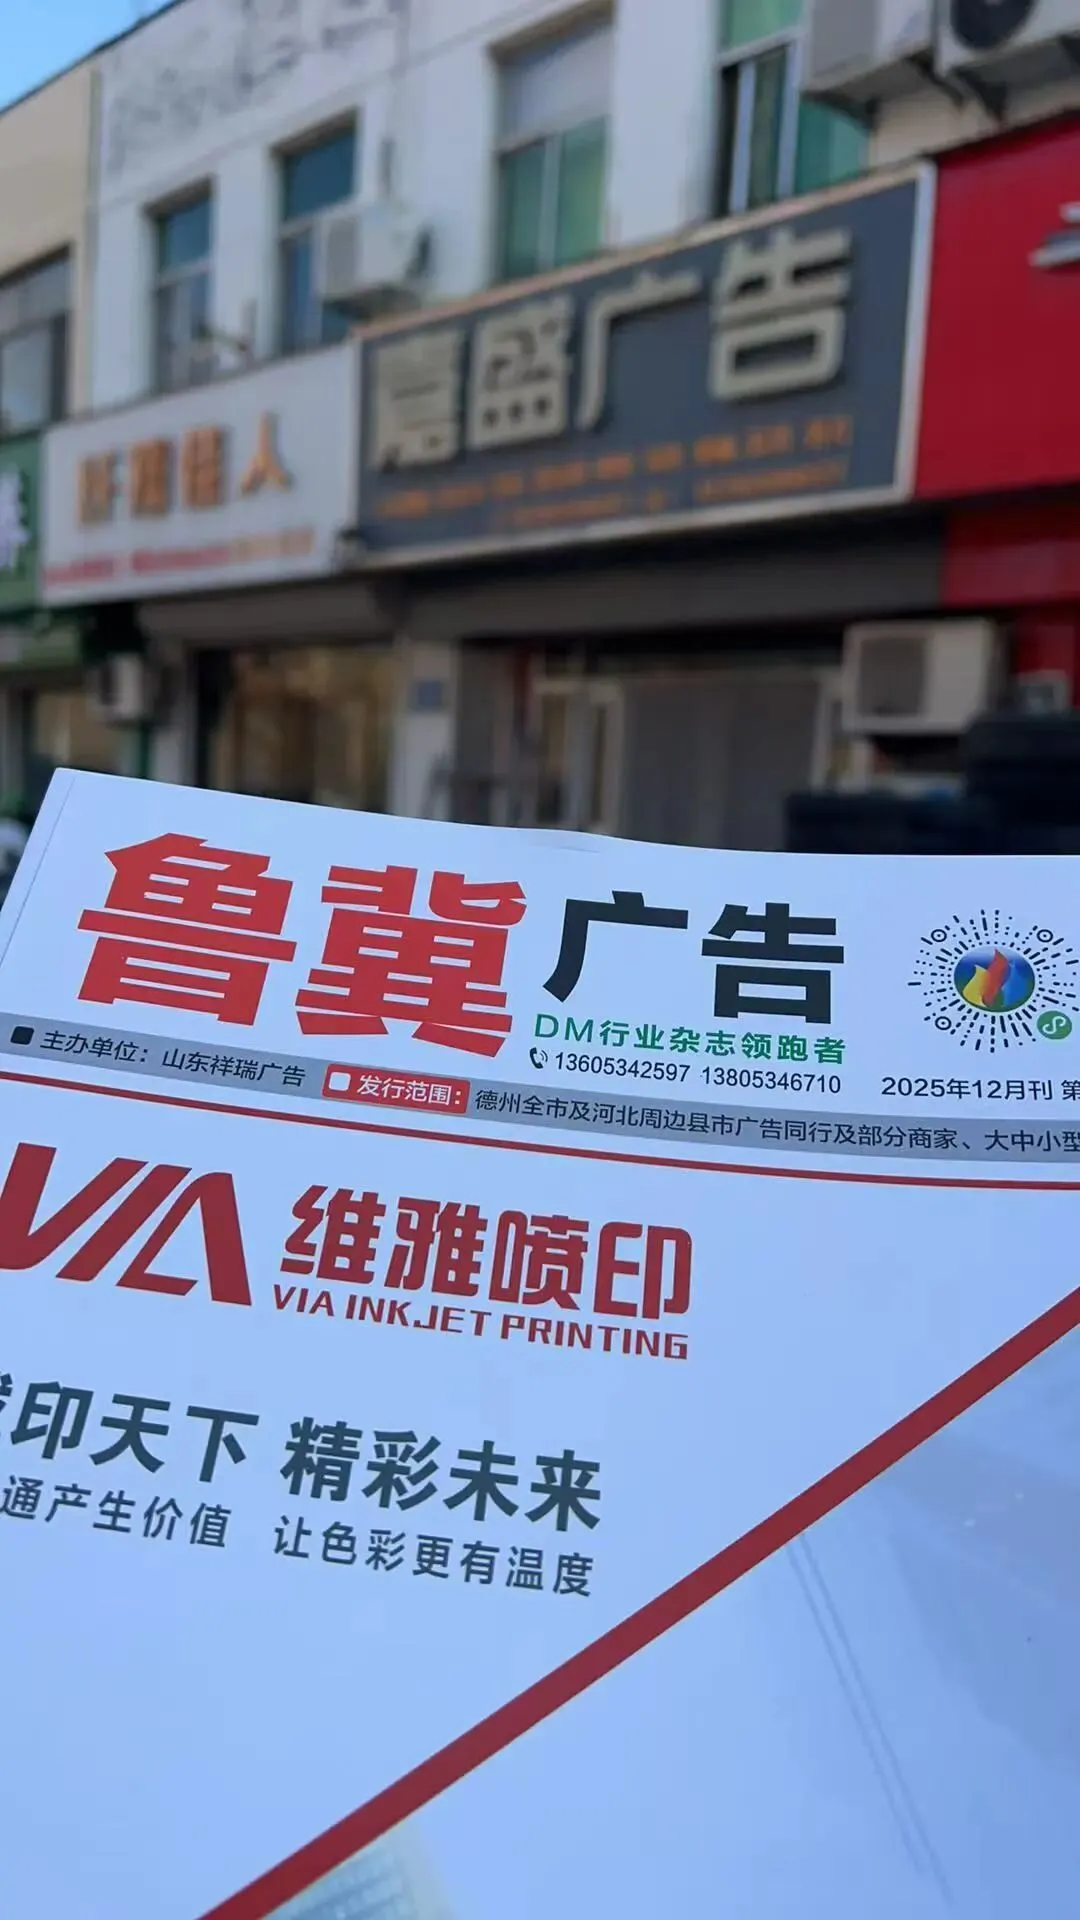 嘉盛广告
佳人
鲁冀广告
DM行业杂志领跑者
13605342597 13805346710
2025年12月刊 第
主办单位：山东祥瑞广告
发行范围：德州全市及河北周边县市广告同行及部分商家、大中小型
VIA 维雅喷印
VIA INKJET PRINTING
印天下 精彩未来
通产生价值 让色彩更有温度